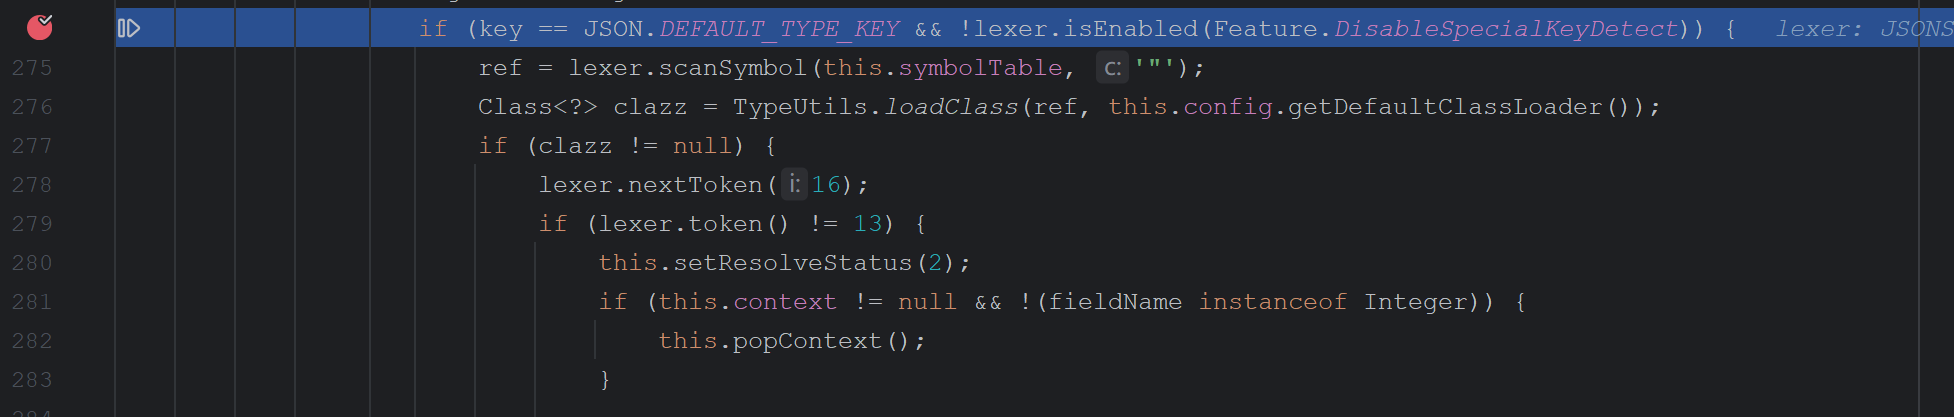 if (key == JSON.DEFAULT_TYPE_KEY && !lexer.isEnabled(Feature.DisableSpecialKeyDetect)) { lexer: JSONS
275 ref = lexer.scanSymbol(this.symbolTable, c: '"');
276 Class<?> clazz = TypeUtils.loadClass(ref, this.config.getDefaultClassLoader());
277 if (clazz != null) {
278 lexer.nextToken( i: 16);
279 if (lexer.token() != 13) {
280 this.setResolveStatus(2);
281 if (this.context != null && !(fieldName instanceof Integer)) {
282 this.popContext();
283 }